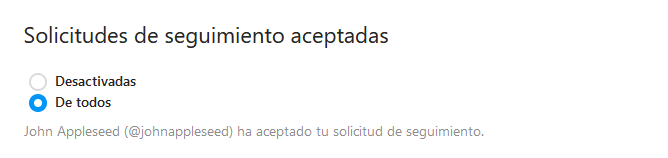 Solicitudes de seguimiento aceptadas
Desactivadas
De todos
John Appleseed (@johnappleseed) ha aceptado tu solicitud de seguimiento.